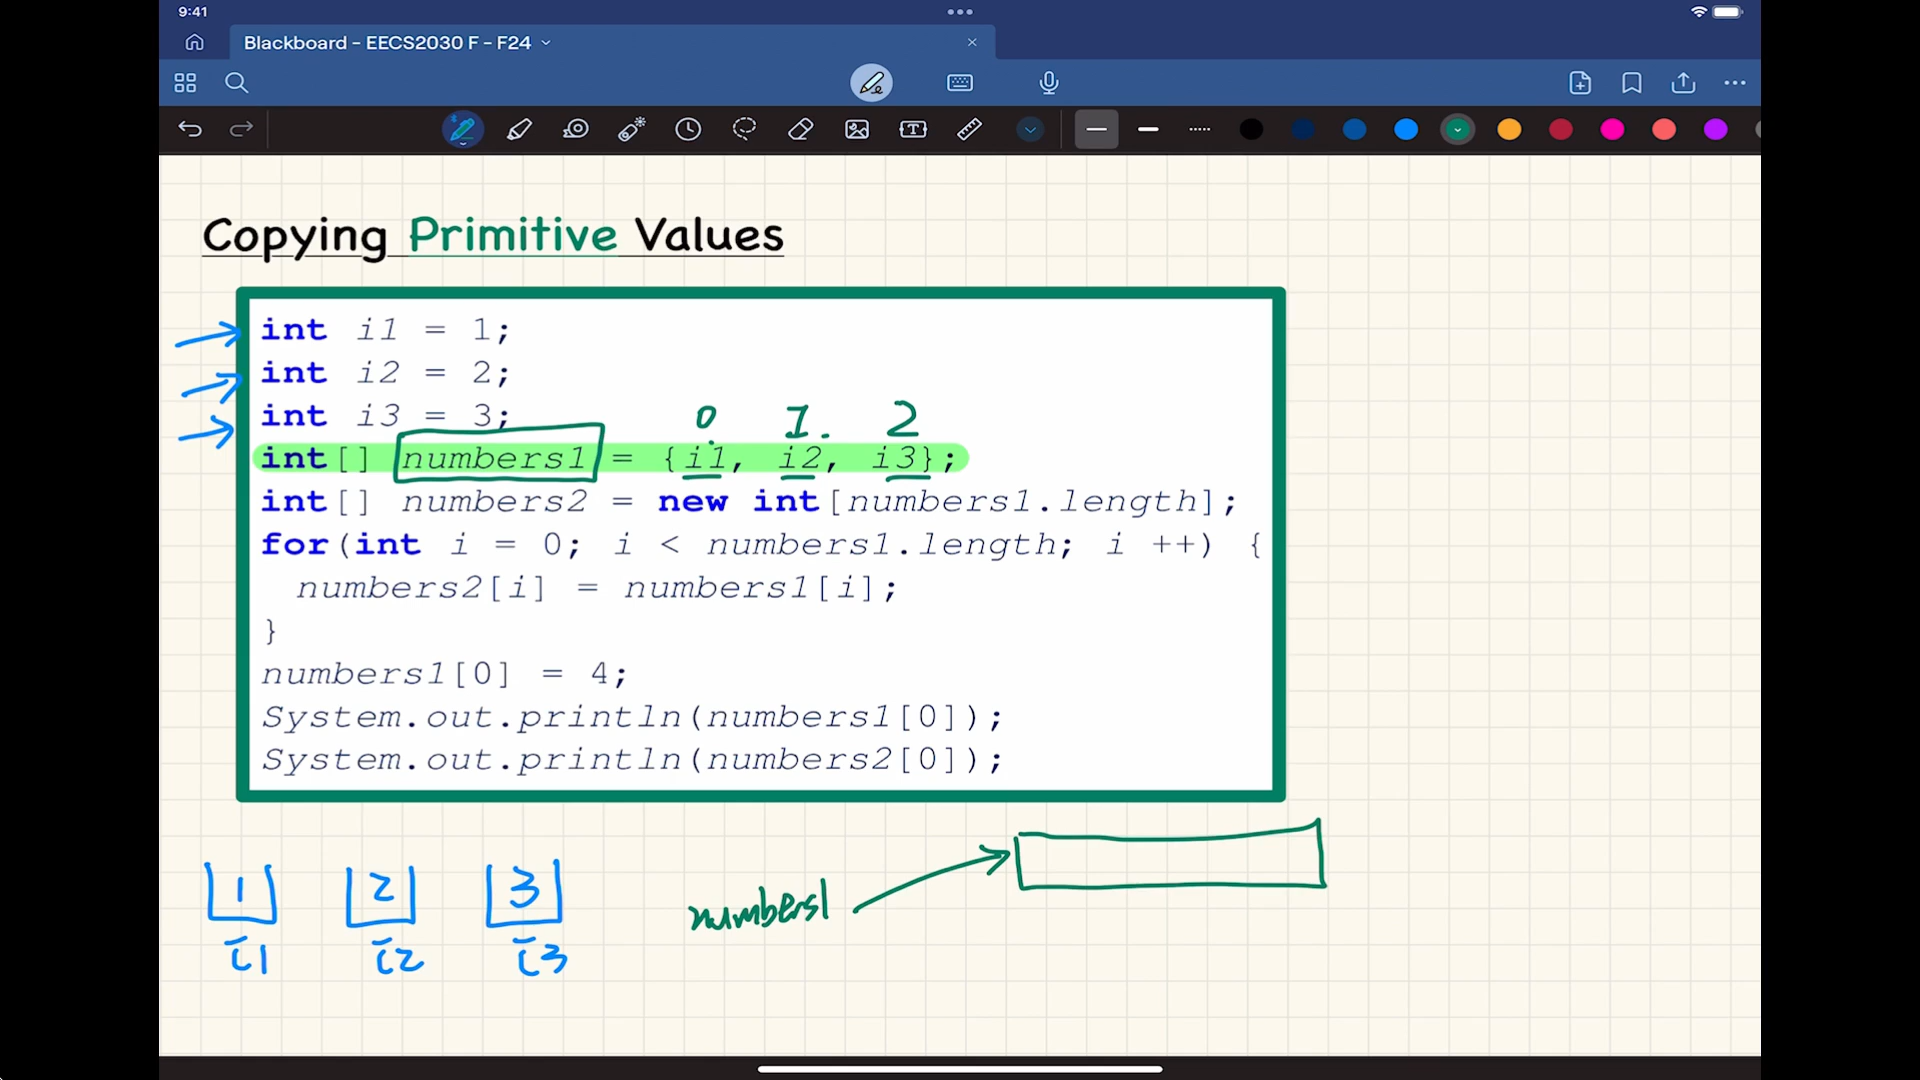 9:41
Blackboard - EECS2030 F - F24
Copying Primitive Values
int i1 = 1;
int i2 = 2;
int i3 = 3;
0 1. 2
int[] numbers1 = {i1, i2, i3};
int[] numbers2 = new int[numbers1.length];
for(int i = 0; i < numbers1.length; i ++) {
numbers2[i] = numbers1[i];
}
numbers1[0] = 4;
System.out.println(numbers1[0]);
System.out.println(numbers2[0]);
1 2 3
numbers1
i1 i2 i3